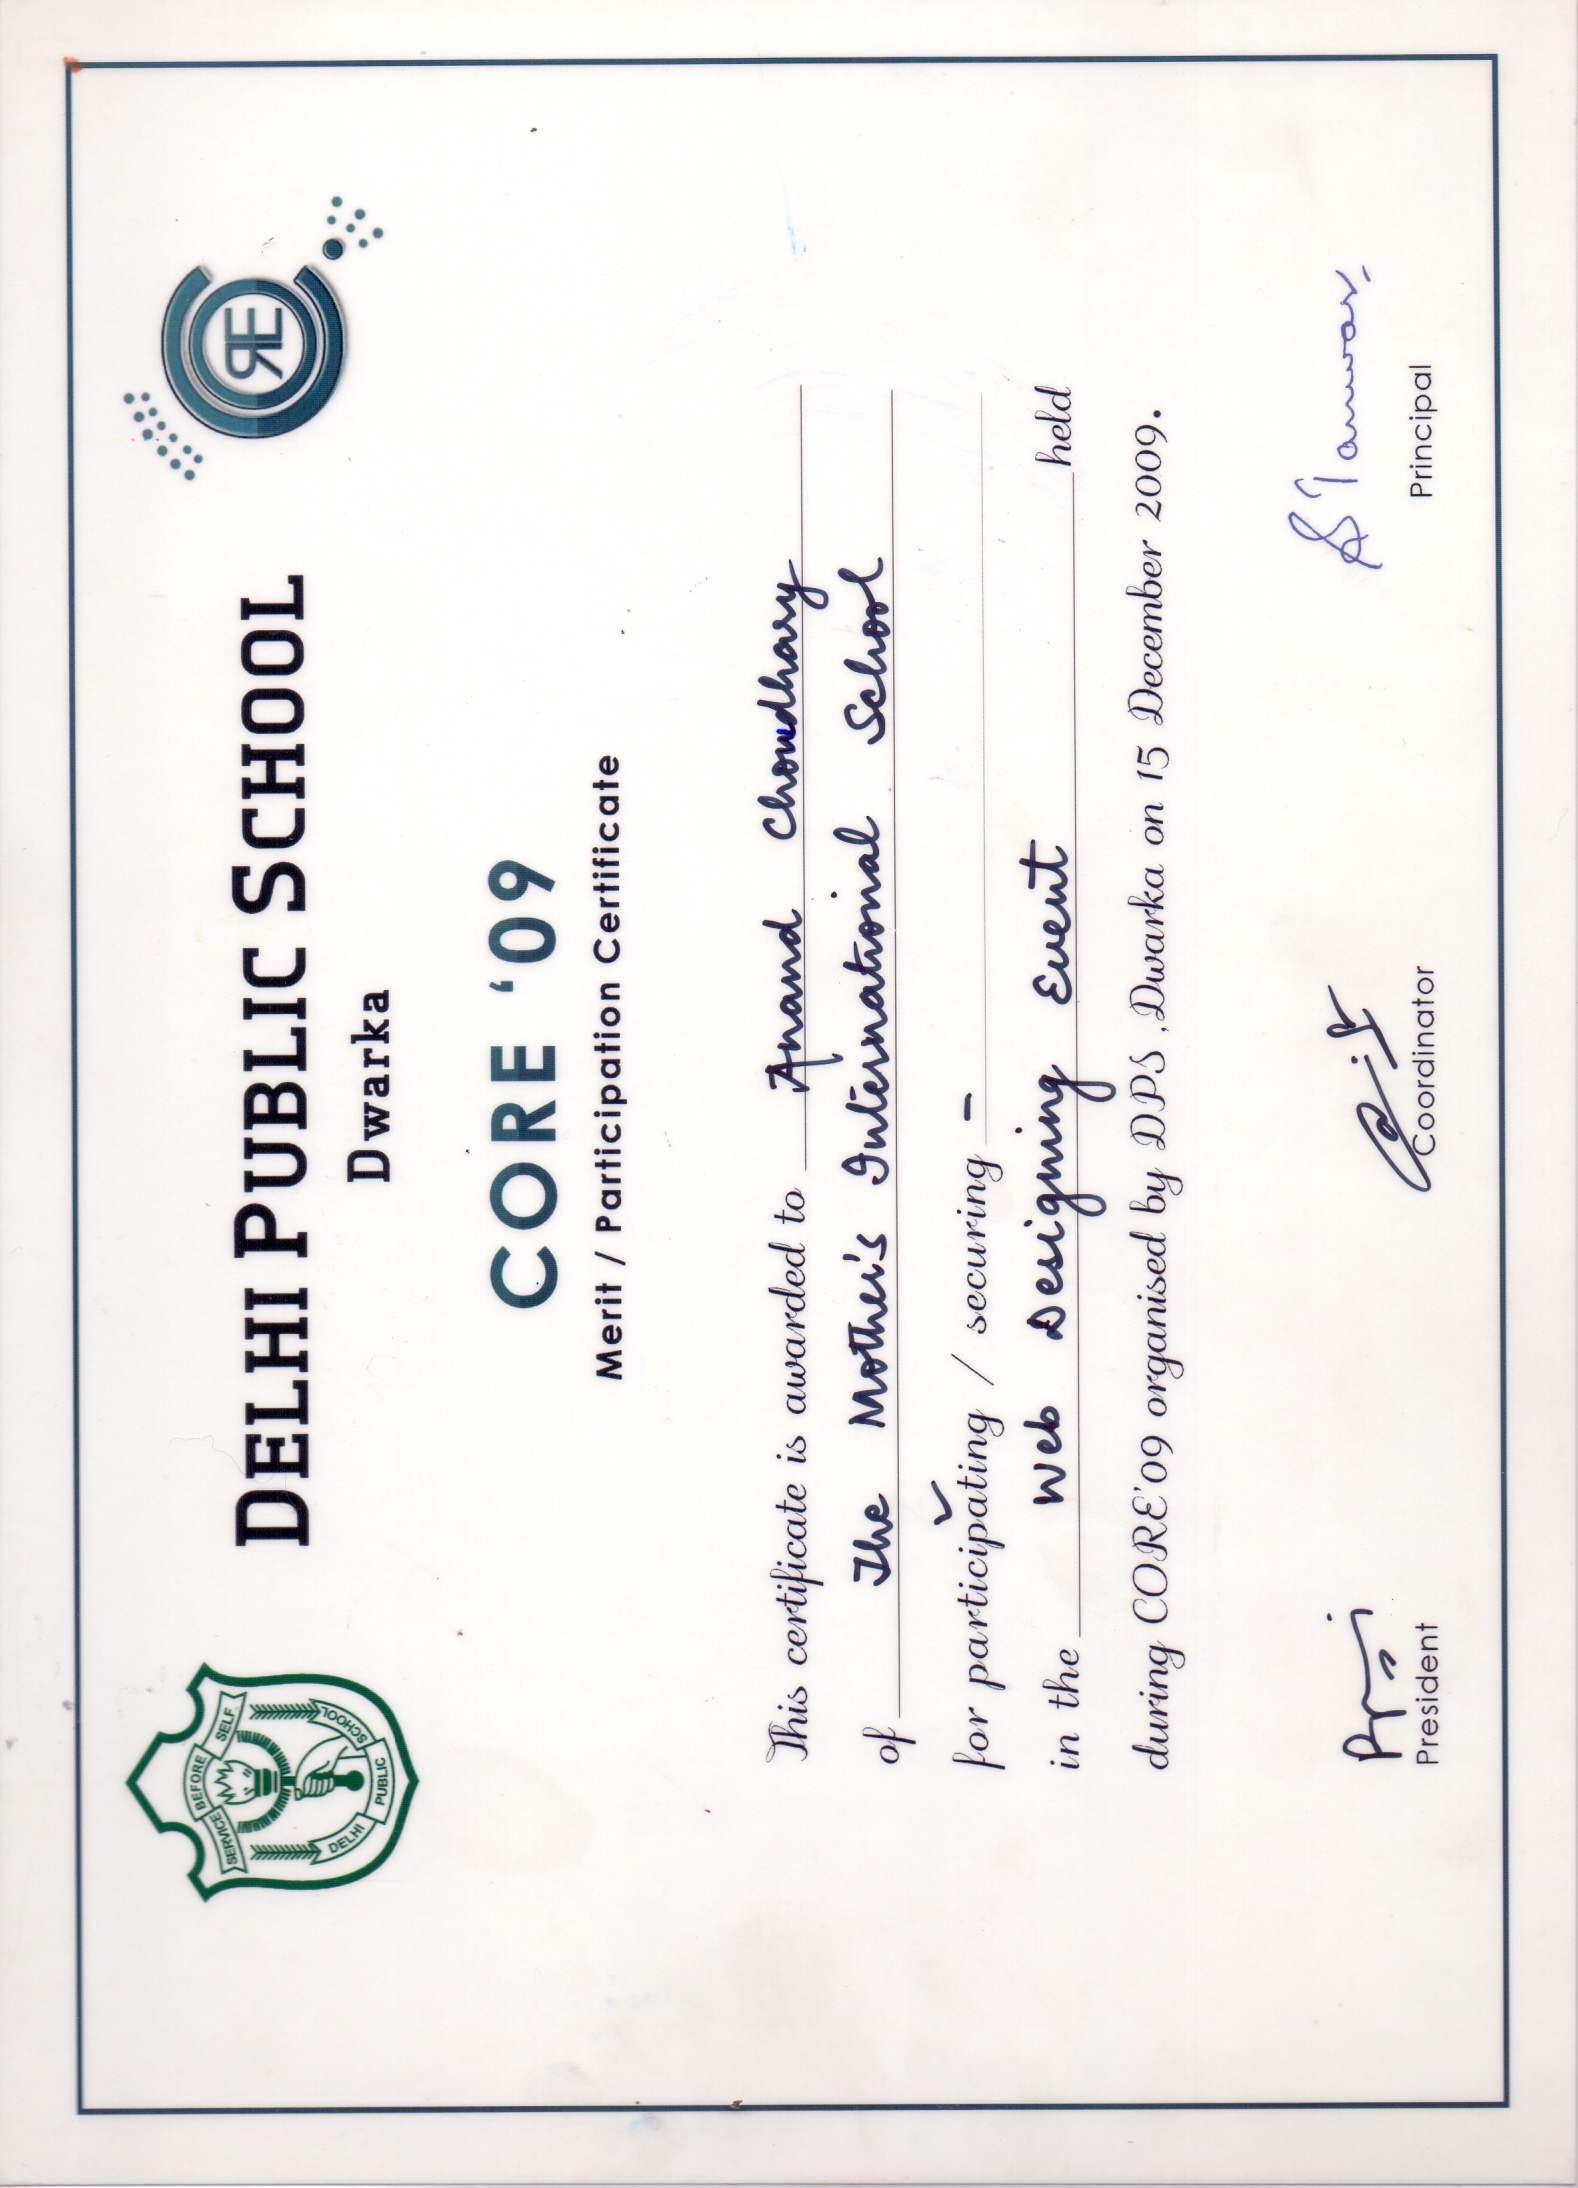 SERVICE BEFORE SELF
DELHI PUBLIC SCHOOL
CORE
DELHI PUBLIC SCHOOL
Dwarka
CORE '09
Merit / Participation Certificate
This certificate is awarded to Anand Chowdhary
of The Mother's International School
for participating ✓ / securing –
in the Web Designing Event held
during CORE'09 organised by DPS ,Dwarka on 15 December 2009.
S Tanwar
President Coordinator Principal